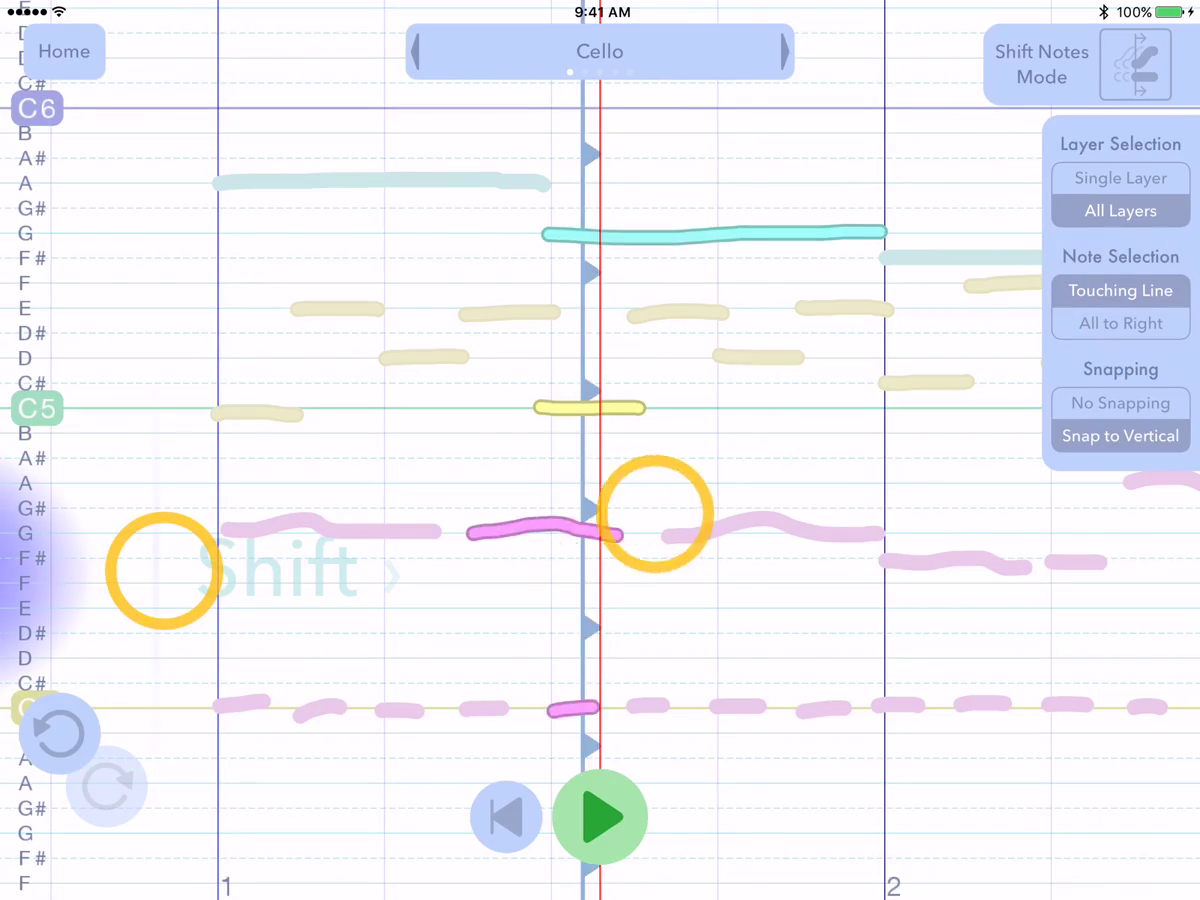 9:41 AM
100%
Home
Cello
Shift Notes
Mode
C#
C6
B
A#
A
G#
G
F#
F
E
D#
D
C#
C5
B
A#
A
G#
G
F#
F
E
D#
D
C#
A
G#
G
F#
F
Layer Selection
Single Layer
All Layers
Note Selection
Touching Line
All to Right
Snapping
No Snapping
Snap to Vertical
Shift
1
2